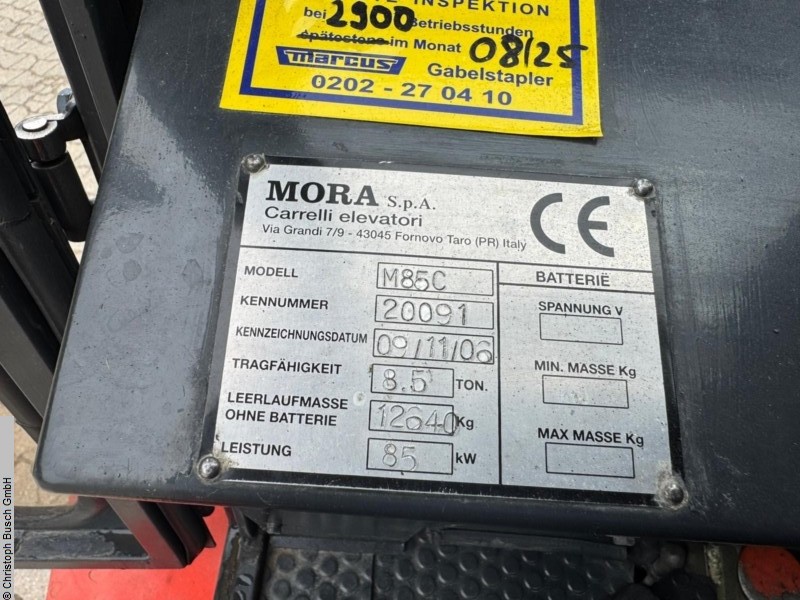 INSPEKTION
bei 2900 Betriebsstunden
spätestens im Monat 08/25
marcus Gabelstapler
0202 - 27 04 10
MORA S.p.A.
Carrelli elevatori
Via Grandi 7/9 - 43045 Fornovo Taro (PR) Italy
CE
MODELL M85C
KENNUMMER 20091
KENNZEICHNUNGSDATUM 09/11/06
TRAGFÄHIGKEIT 8.5 TON.
LEERLAUFMASSE
OHNE BATTERIE 12640 Kg
LEISTUNG 85 kW
BATTERIË
SPANNUNG V
MIN. MASSE Kg
MAX MASSE Kg
© Christoph Busch GmbH